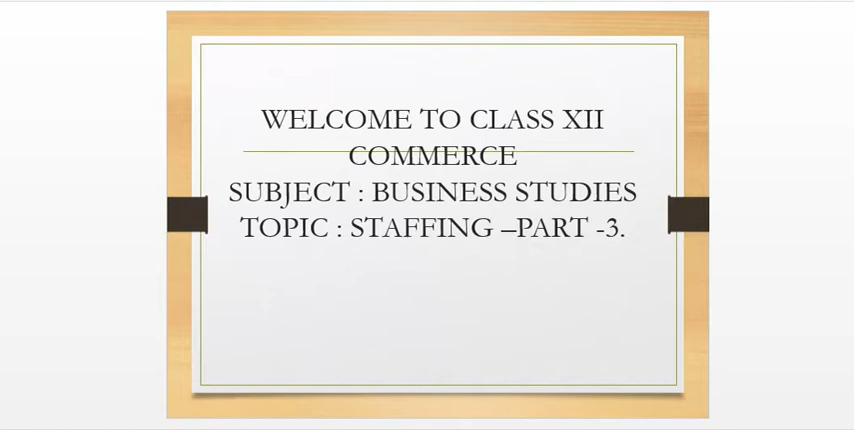 WELCOME TO CLASS XII
COMMERCE
SUBJECT : BUSINESS STUDIES
TOPIC : STAFFING –PART -3.